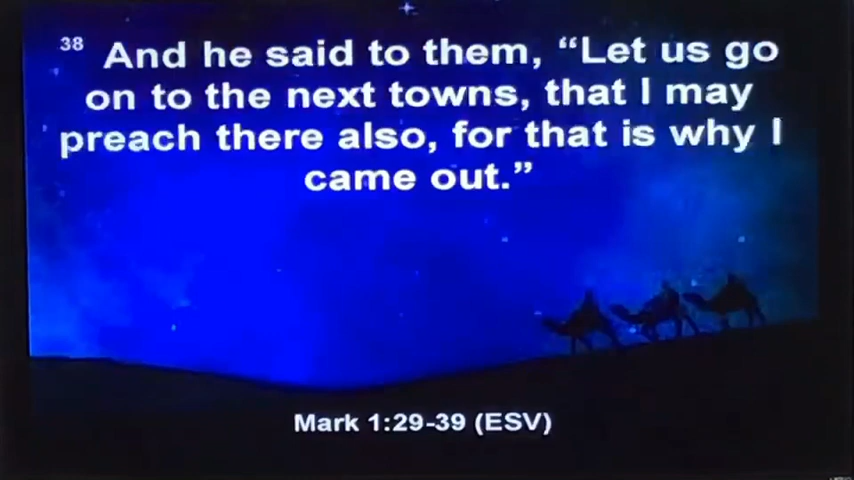 38 And he said to them, “Let us go
on to the next towns, that I may
preach there also, for that is why I
came out.”
Mark 1:29-39 (ESV)